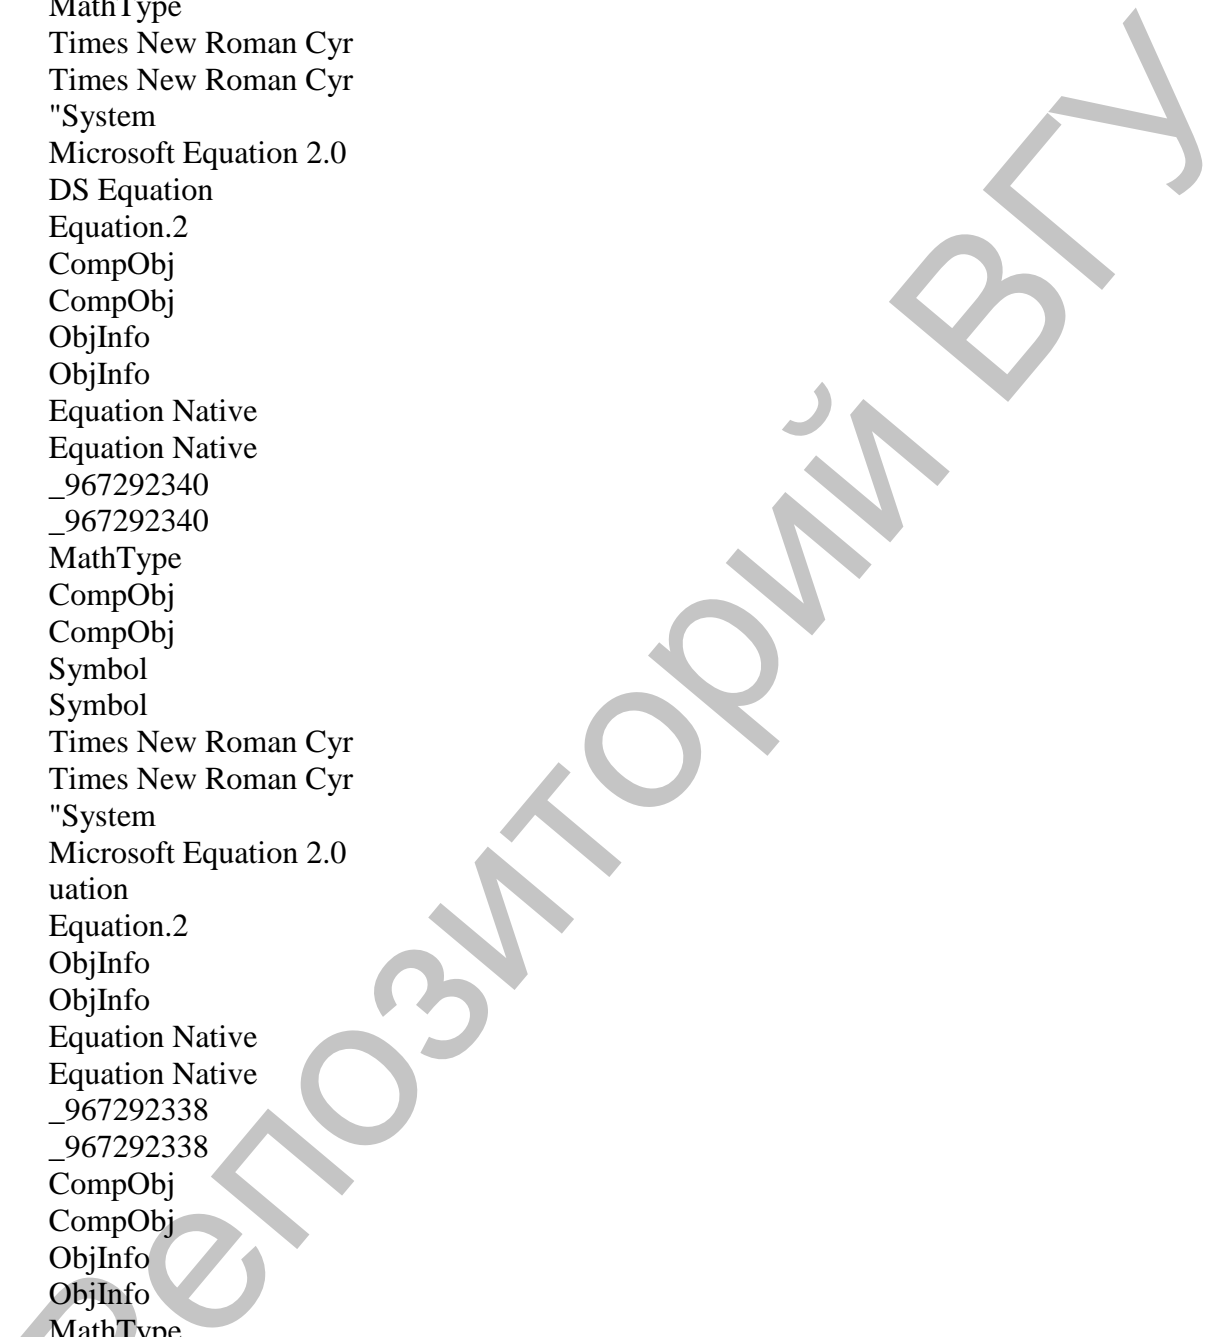 MathType
Times New Roman Cyr
Times New Roman Cyr
"System
Microsoft Equation 2.0
DS Equation
Equation.2
CompObj
CompObj
ObjInfo
ObjInfo
Equation Native
Equation Native
_967292340
_967292340
MathType
CompObj
CompObj
Symbol
Symbol
Times New Roman Cyr
Times New Roman Cyr
"System
Microsoft Equation 2.0
uation
Equation.2
ObjInfo
ObjInfo
Equation Native
Equation Native
_967292338
_967292338
CompObj
CompObj
ObjInfo
ObjInfo
MathType
Репозиторий ВГУ